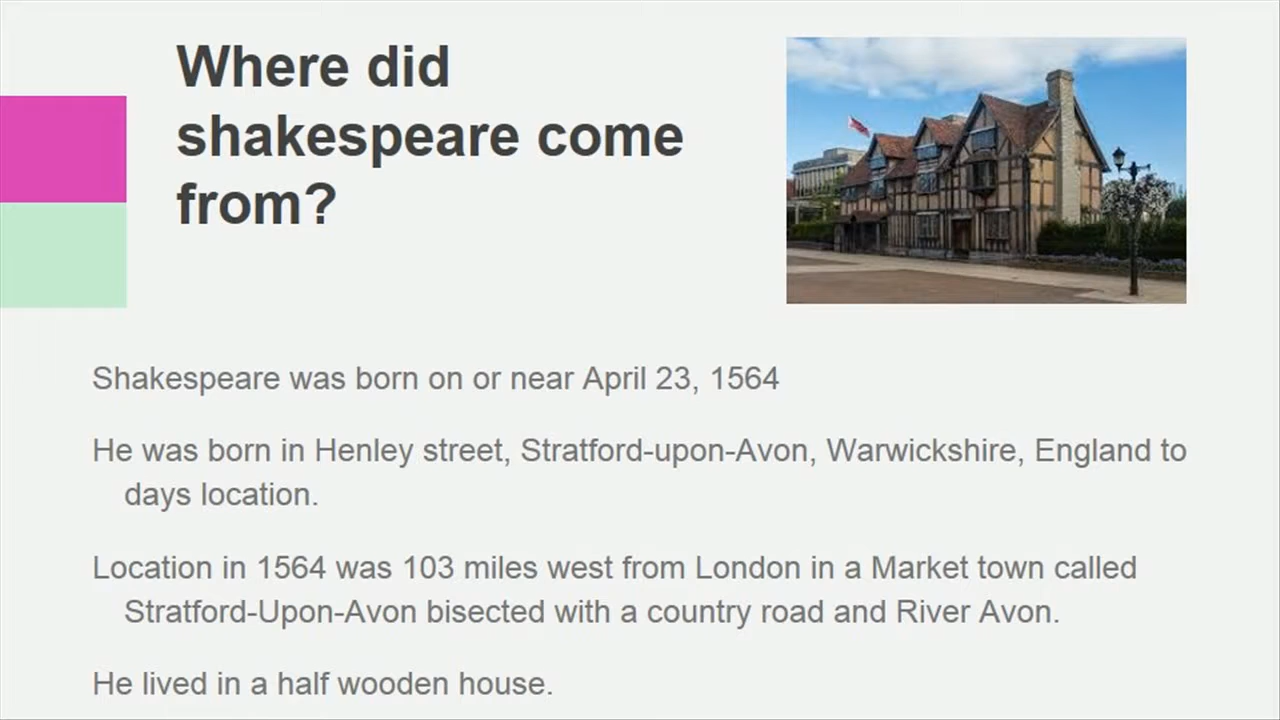 Where did
shakespeare come
from?
Shakespeare was born on or near April 23, 1564
He was born in Henley street, Stratford-upon-Avon, Warwickshire, England to
days location.
Location in 1564 was 103 miles west from London in a Market town called
Stratford-Upon-Avon bisected with a country road and River Avon.
He lived in a half wooden house.